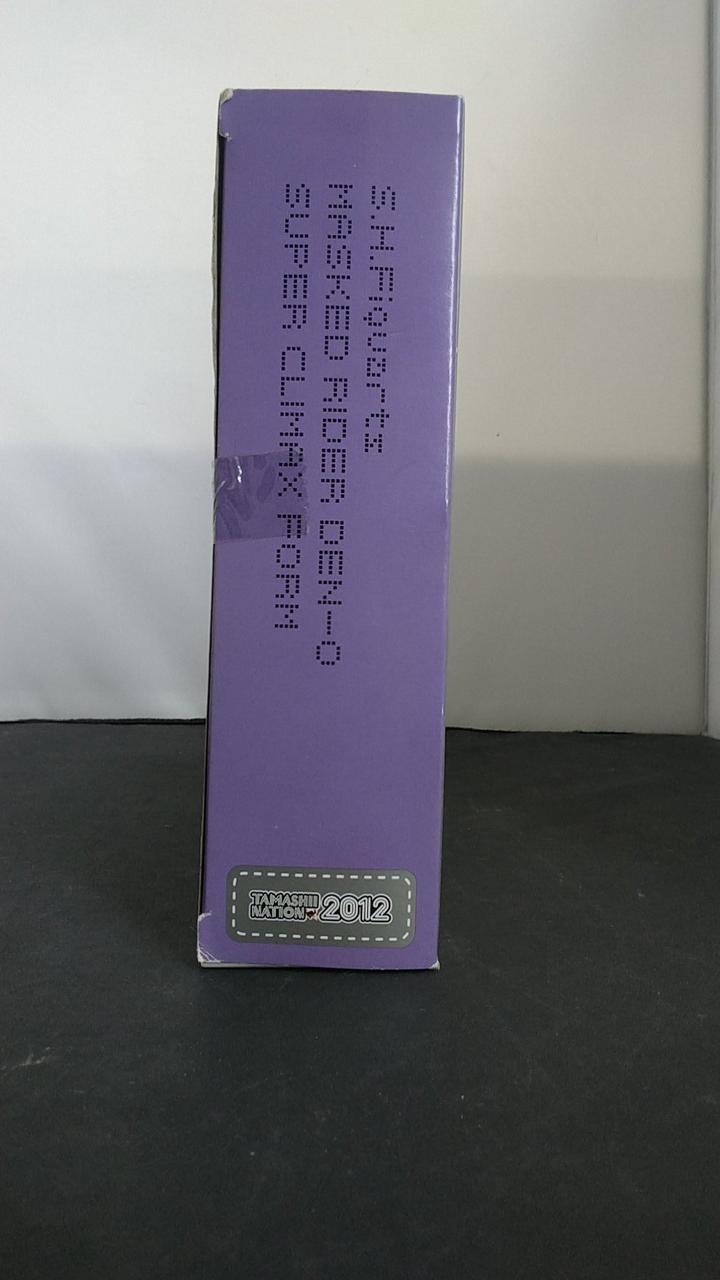 S.H.Figuarts
MASKED RIDER DEN-O
SUPER CLIMAX FORM
TAMASHII
NATION 2012